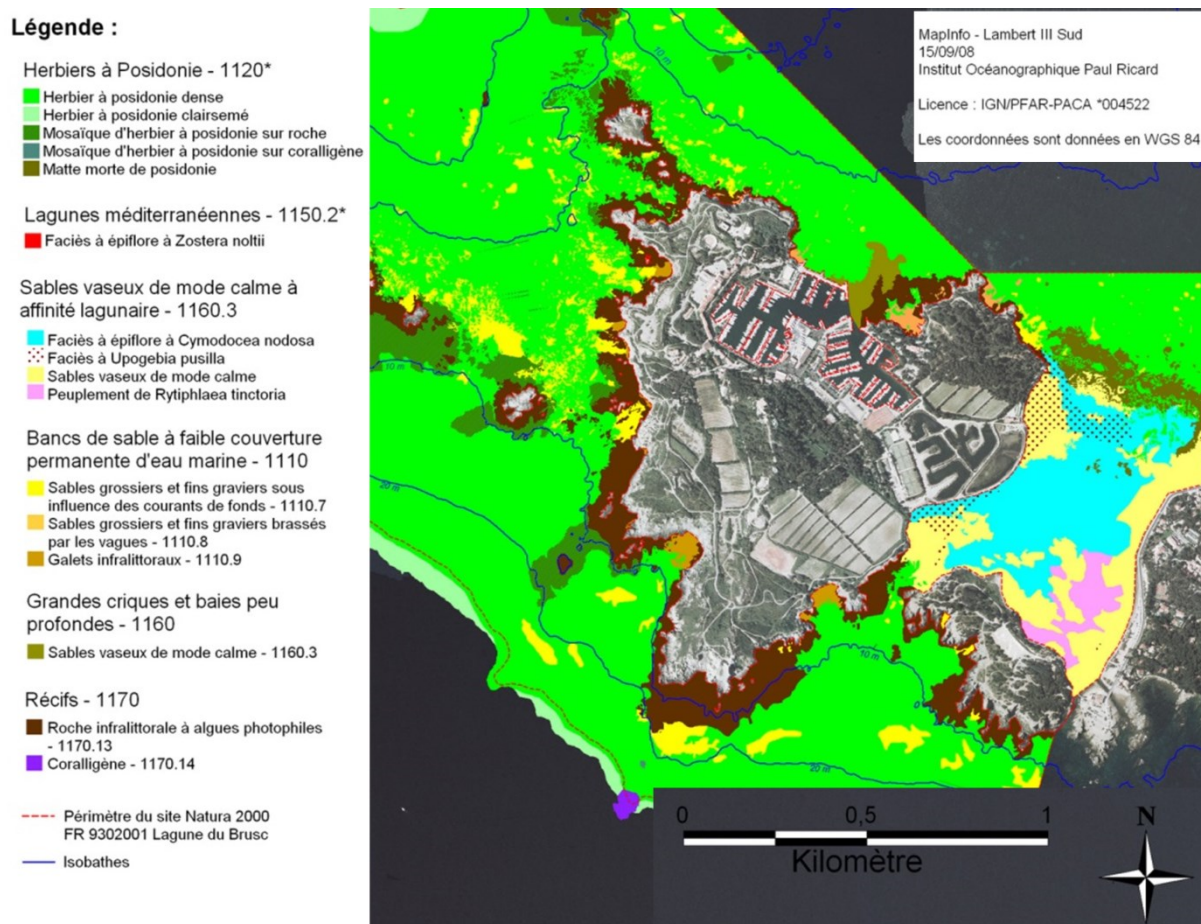 Légende :
Herbiers à Posidonie - 1120*
Herbier à posidonie dense
Herbier à posidonie clairsemé
Mosaïque d'herbier à posidonie sur roche
Mosaïque d'herbier à posidonie sur coralligène
Matte morte de posidonie
Lagunes méditerranéennes - 1150.2*
Faciès à épiflore à Zostera noltii
Sables vaseux de mode calme à
affinité lagunaire - 1160.3
Faciès à épiflore à Cymodocea nodosa
Faciès à Upogebia pusilla
Sables vaseux de mode calme
Peuplement de Rytiphlaea tinctoria
Bancs de sable à faible couverture
permanente d'eau marine - 1110
Sables grossiers et fins graviers sous
influence des courants de fonds - 1110.7
Sables grossiers et fins graviers brassés
par les vagues - 1110.8
Galets infralittoraux - 1110.9
Grandes criques et baies peu
profondes - 1160
Sables vaseux de mode calme - 1160.3
Récifs - 1170
Roche infralittorale à algues photophiles
- 1170.13
Coralligène - 1170.14
Périmètre du site Natura 2000
FR 9302001 Lagune du Brusc
Isobathes
MapInfo - Lambert III Sud
15/09/08
Institut Océanographique Paul Ricard
Licence : IGN/PFAR-PACA *004522
Les coordonnées sont données en WGS 84
10 m
10 m
20 m
10 m
20 m
0 0,5 1
Kilomètre
N